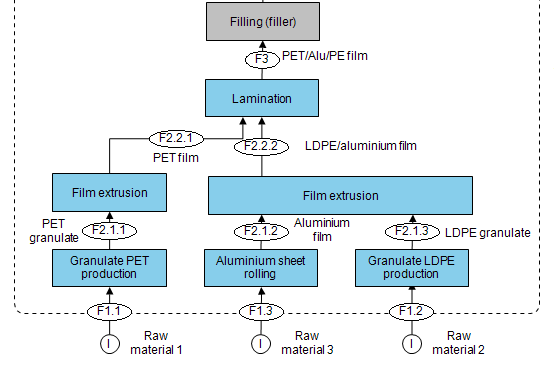 Filling (filler)
F3
PET/Alu/PE film
Lamination
F2.2.1
PET film
F2.2.2
LDPE/aluminium film
Film extrusion
Film extrusion
PET
granulate
F2.1.1
F2.1.2
Aluminium
film
F2.1.3
LDPE granulate
Granulate PET
production
Aluminium sheet
rolling
Granulate LDPE
production
F1.1
F1.3
F1.2
I
Raw
material 1
I
Raw
material 3
I
Raw
material 2